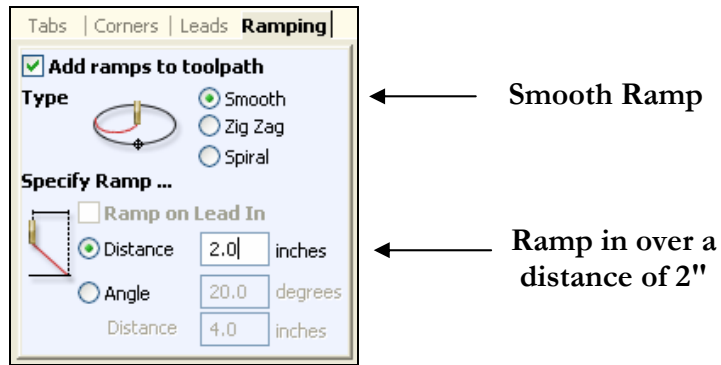 Tabs | Corners | Leads Ramping
Add ramps to toolpath
Type
Smooth
Zig Zag
Spiral
Specify Ramp ...
Ramp on Lead In
Distance 2.0 inches
Angle 20.0 degrees
Distance 4.0 inches
Smooth Ramp
Ramp in over a
distance of 2"